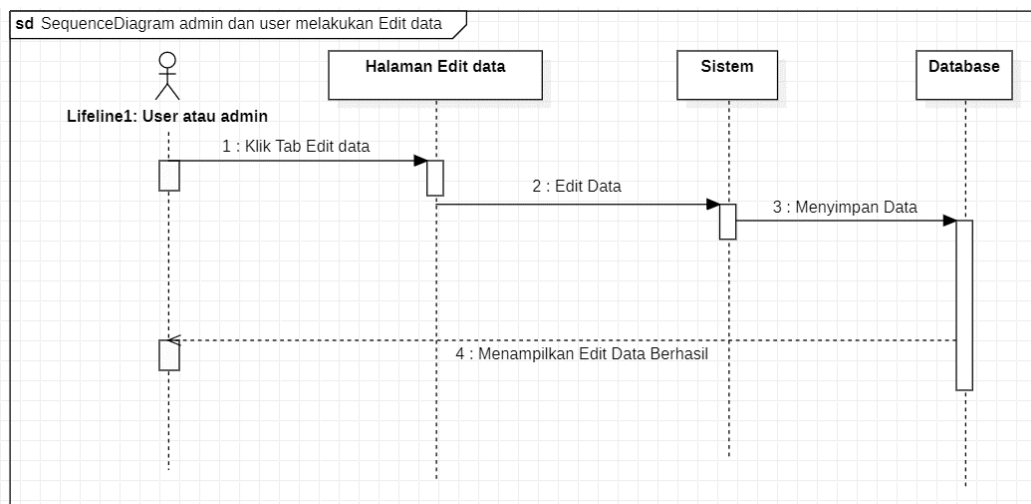 sd SequenceDiagram admin dan user melakukan Edit data
Halaman Edit data
Sistem
Database
Lifeline1: User atau admin
1 : Klik Tab Edit data
2 : Edit Data
3 : Menyimpan Data
4 : Menampilkan Edit Data Berhasil